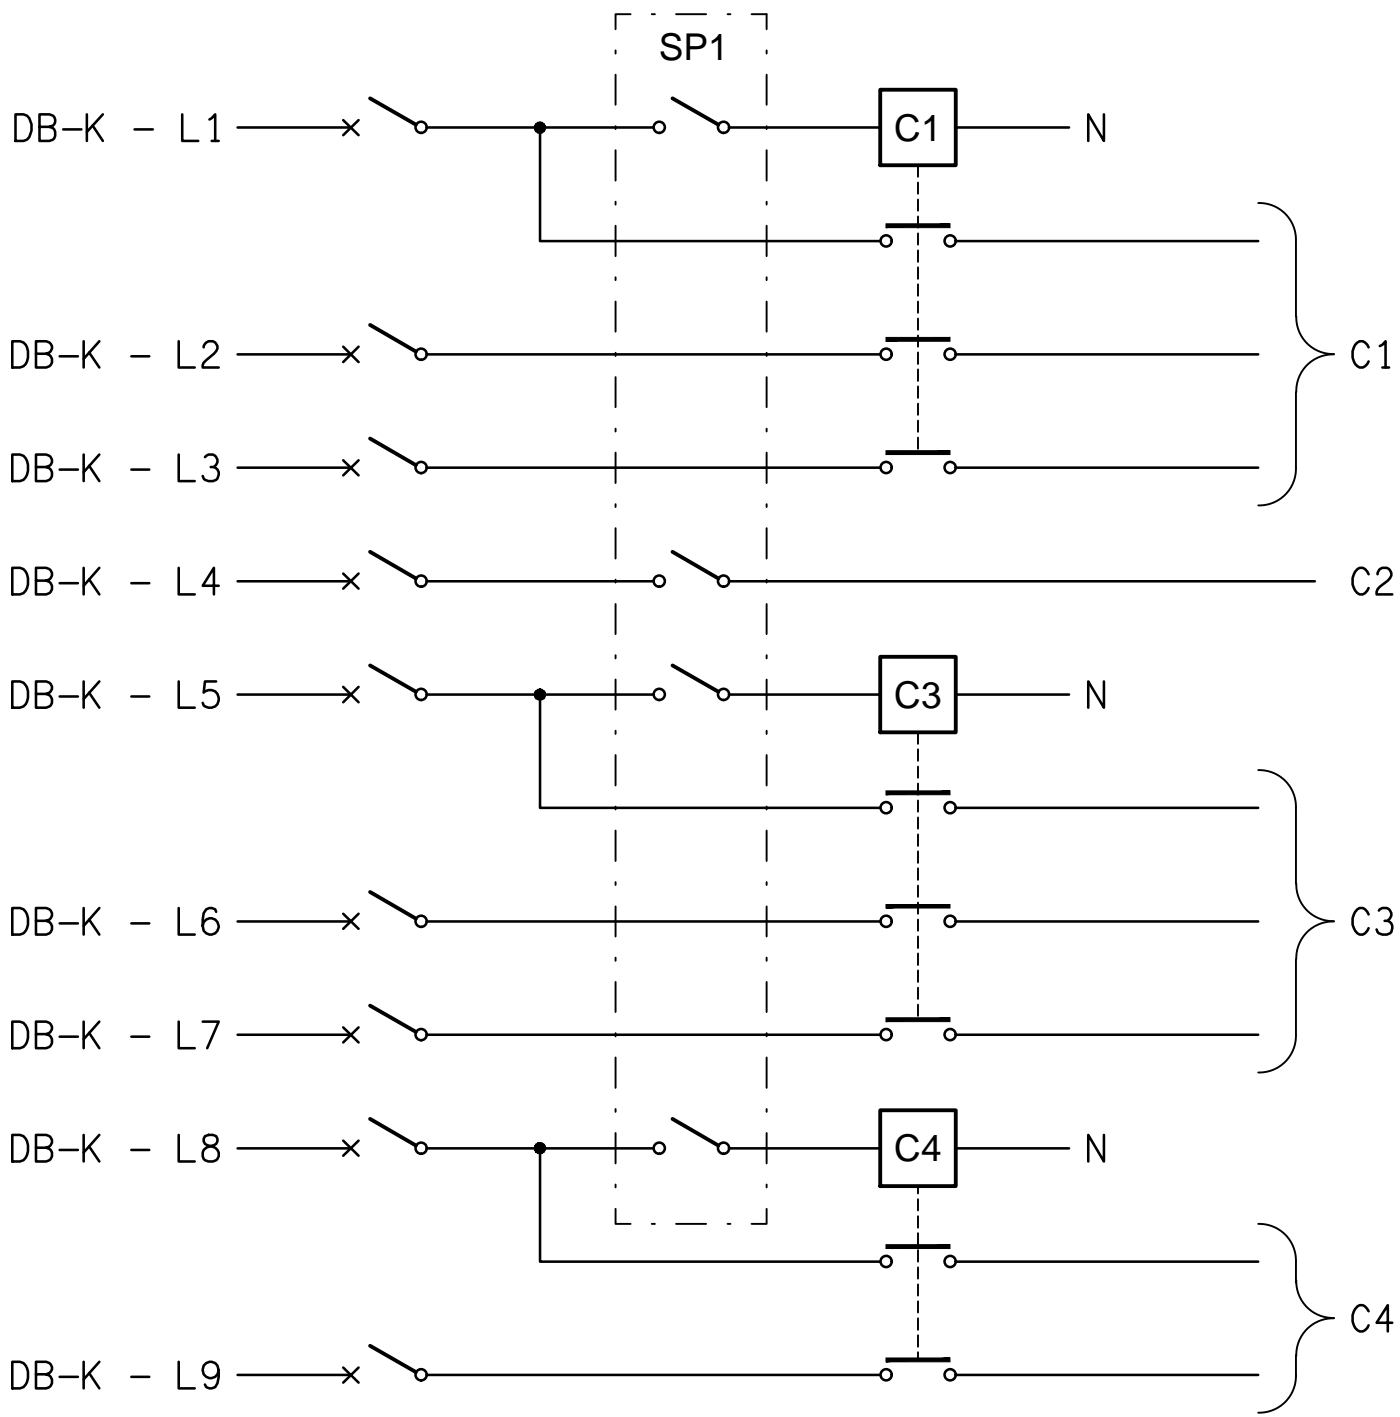 SP1
DB-K - L1
C1
N
DB-K - L2
C1
DB-K - L3
DB-K - L4
C2
DB-K - L5
C3
N
DB-K - L6
C3
DB-K - L7
DB-K - L8
C4
N
C4
DB-K - L9